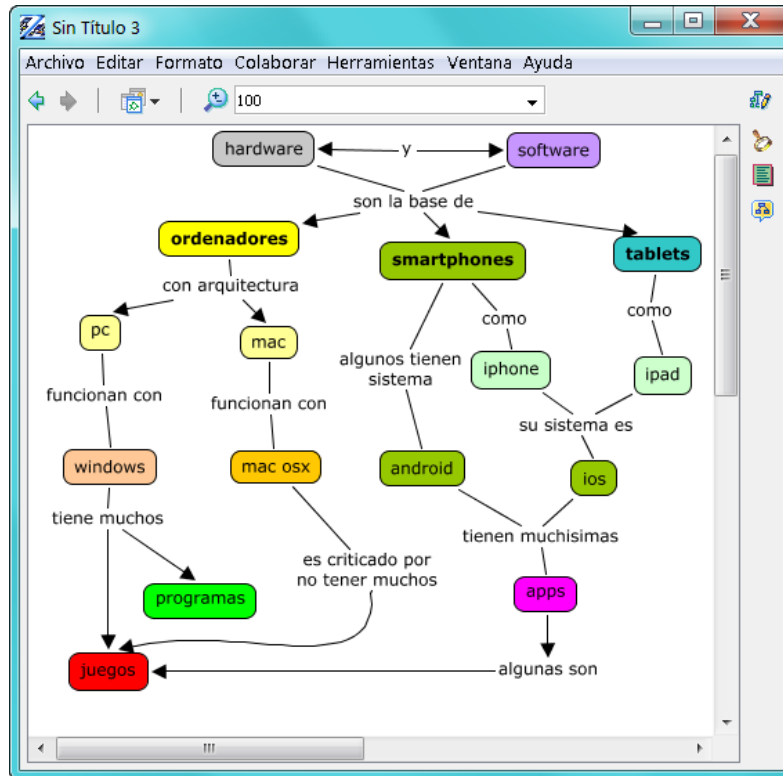 Sin Título 3
Archivo Editar Formato Colaborar Herramientas Ventana Ayuda
100
hardware y software
son la base de
ordenadores smartphones tablets
con arquitectura
pc mac como como
algunos tienen
sistema
iphone ipad
funcionan con funcionan con su sistema es
windows mac osx android ios
tiene muchos tienen muchisimas
es criticado por
no tener muchos
programas apps
juegos algunas son